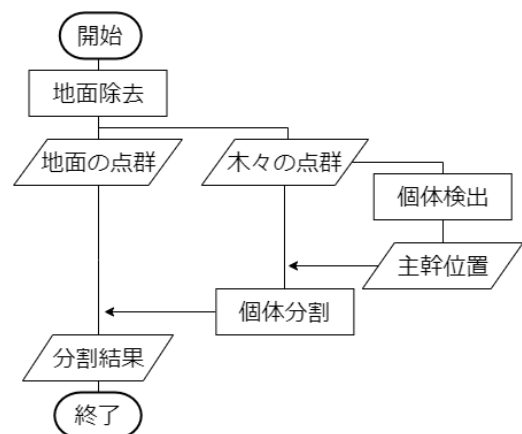 開始
地面除去
地面の点群
木々の点群
個体検出
主幹位置
個体分割
分割結果
終了